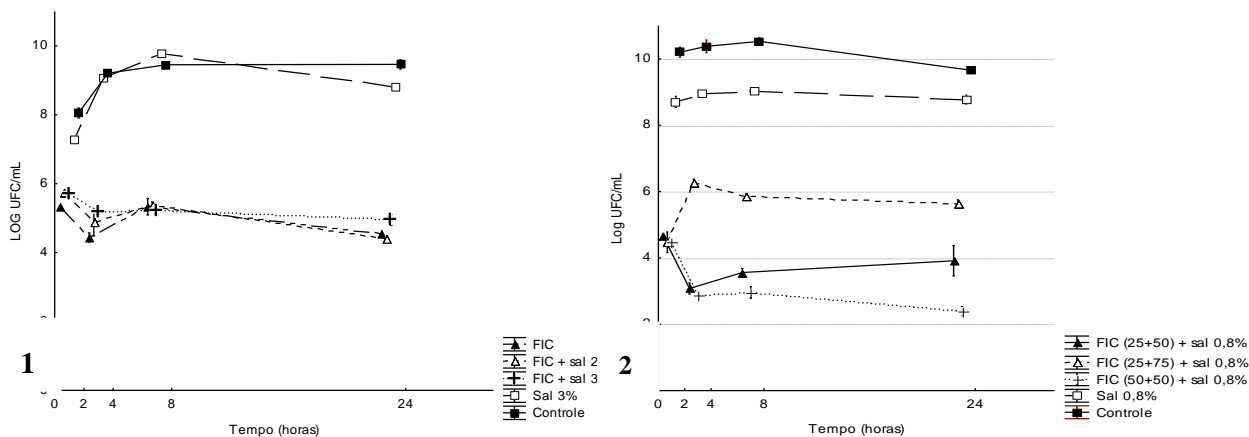 10
8
6
4
LOG UFC/mL
0 2 4 8 24
Tempo (horas)
1
FIC
FIC + sal 2
FIC + sal 3
Sal 3%
Controle
10
8
6
4
Log UFC/mL
0 2 4 8 24
Tempo (horas)
2
FIC (25+50) + sal 0,8%
FIC (25+75) + sal 0,8%
FIC (50+50) + sal 0,8%
Sal 0,8%
Controle